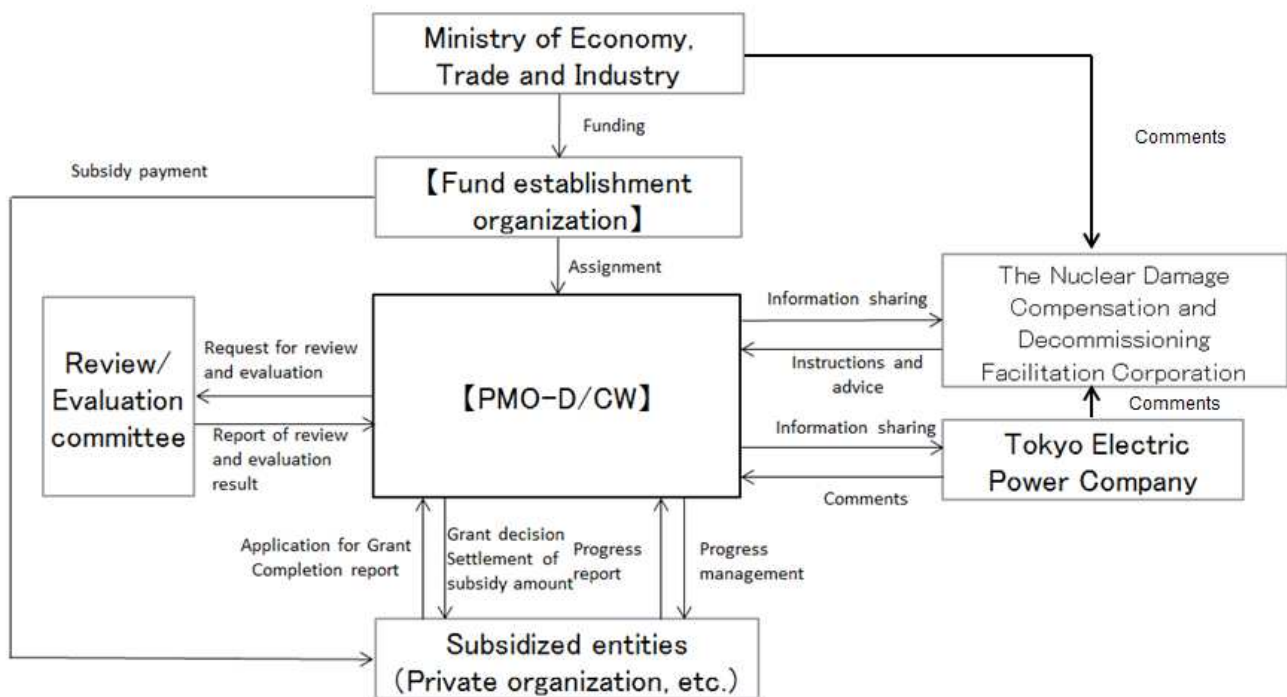 Ministry of Economy,
Trade and Industry
Funding
Comments
Subsidy payment
【Fund establishment
organization】
Assignment
The Nuclear Damage
Compensation and
Decommissioning
Facilitation Corporation
Information sharing
Instructions and
advice
Review/
Evaluation
committee
Request for review
and evaluation
Report of review
and evaluation
result
【PMO-D/CW】
Comments
Information sharing
Tokyo Electric
Power Company
Comments
Application for Grant
Completion report
Grant decision
Settlement of
subsidy amount
Progress
report
Progress
management
Subsidized entities
(Private organization, etc.)